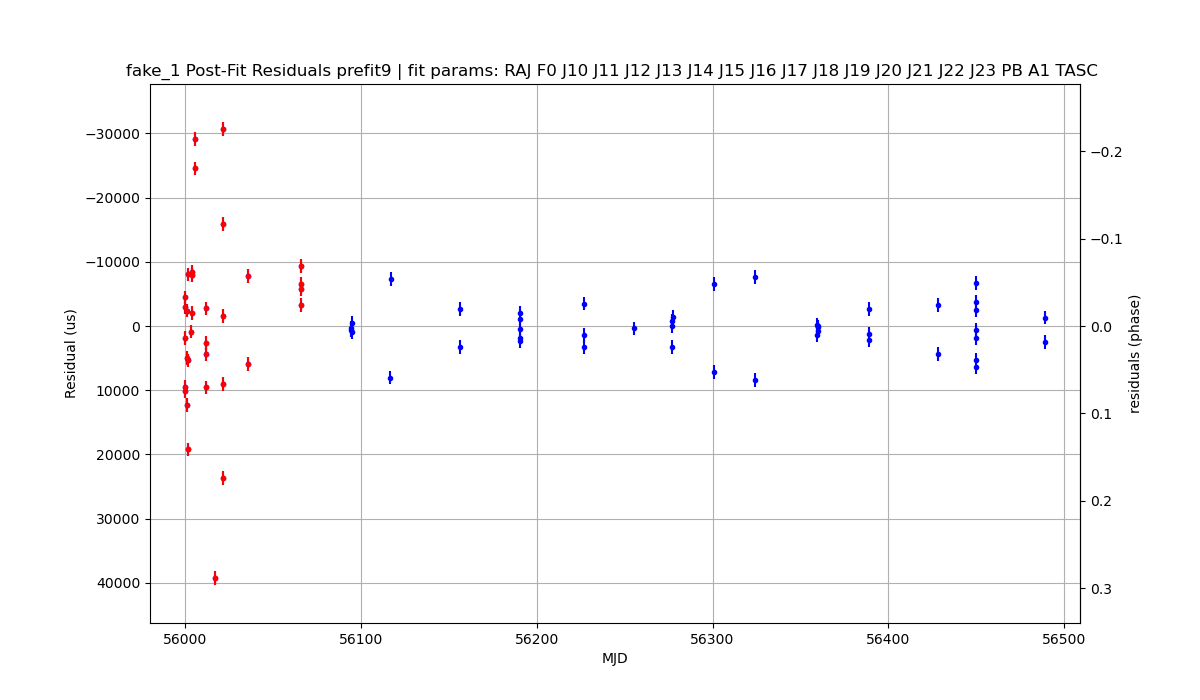 fake_1 Post-Fit Residuals prefit9 | fit params: RAJ F0 J10 J11 J12 J13 J14 J15 J16 J17 J18 J19 J20 J21 J22 J23 PB A1 TASC
−30000
−20000
−10000
0
10000
20000
30000
40000
Residual (us)
−0.2
−0.1
0.0
0.1
0.2
0.3
residuals (phase)
56000 56100 56200 56300 56400 56500
MJD